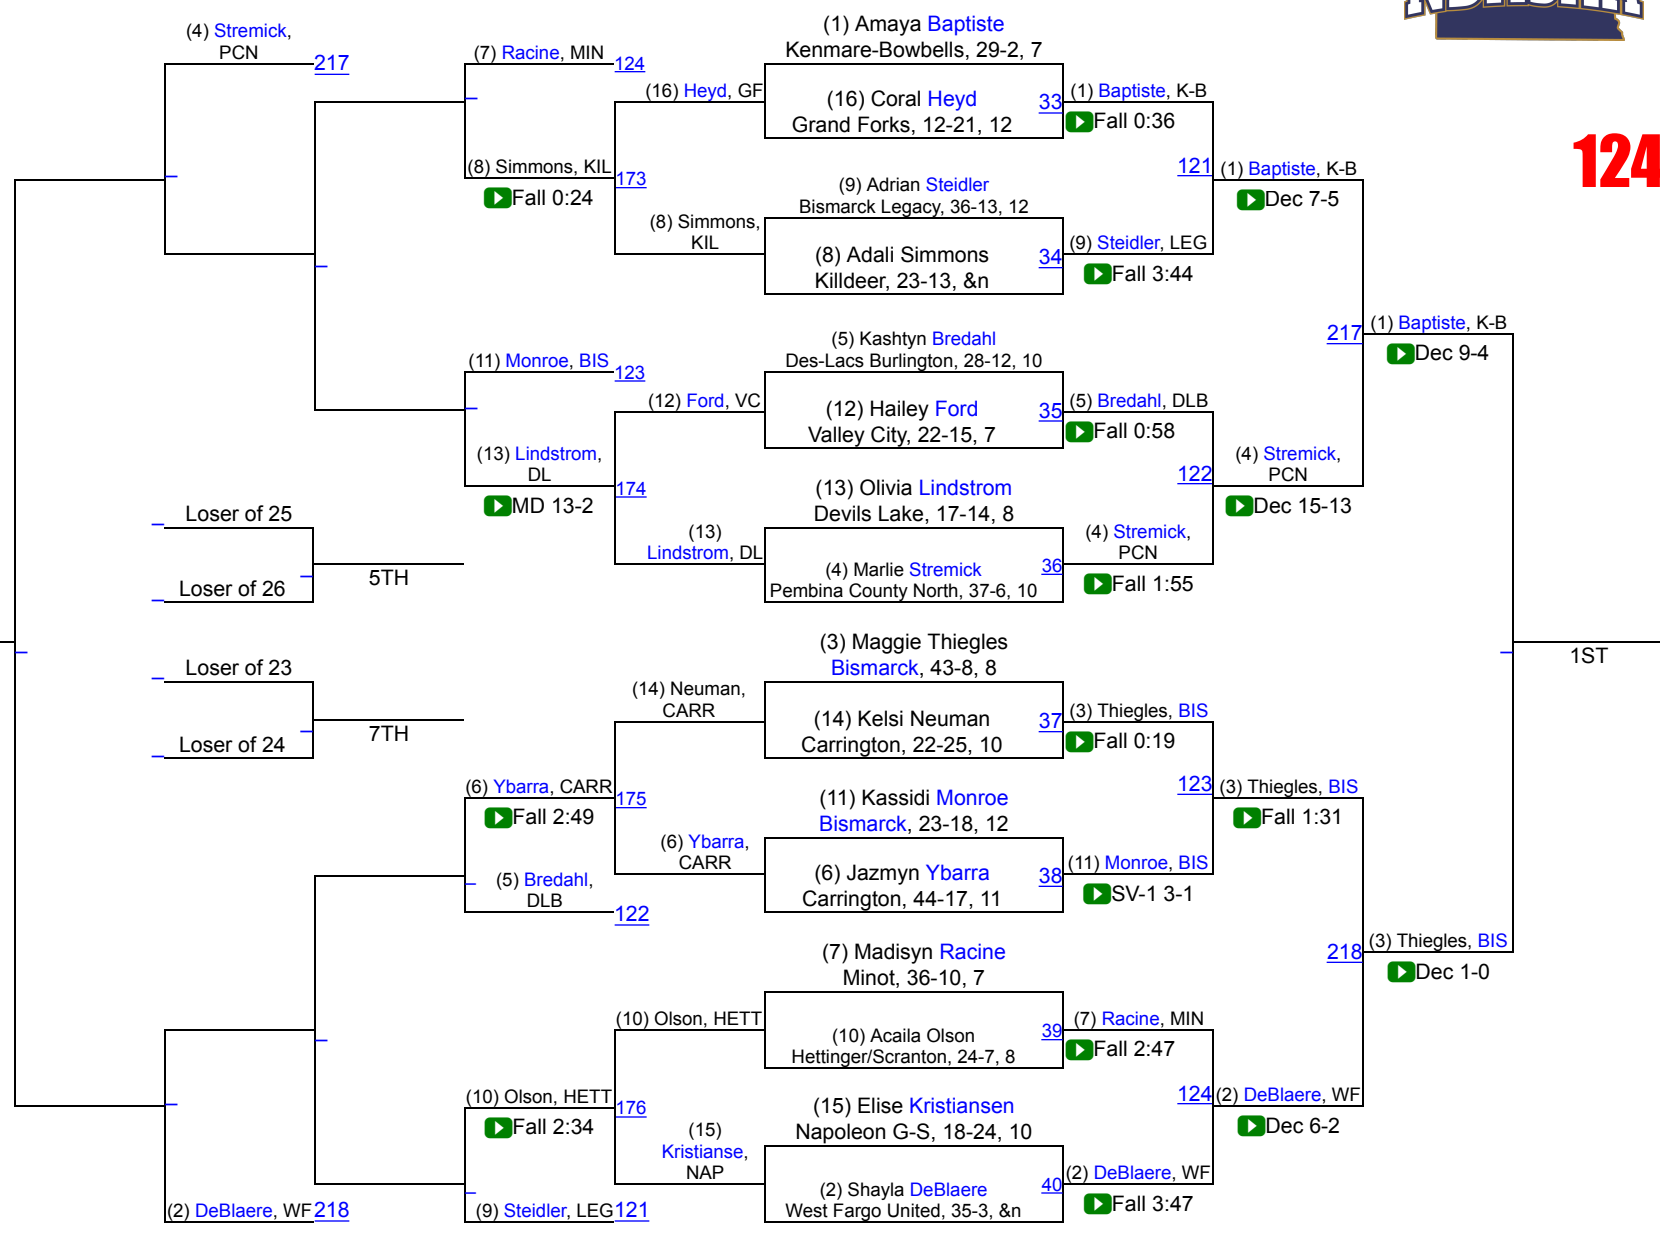 (4) Stremick,
PCN
217
(7) Racine, MIN
124
(8) Simmons, KIL
Fall 0:24
173
(16) Heyd, GF
(8) Simmons,
KIL
(11) Monroe, BIS
123
(13) Lindstrom,
DL
MD 13-2
174
(12) Ford, VC
(13)
Lindstrom, DL
Loser of 25
Loser of 26
5TH
Loser of 23
Loser of 24
7TH
(14) Neuman,
CARR
(6) Ybarra, CARR
Fall 2:49
175
(6) Ybarra,
CARR
(5) Bredahl,
DLB
122
(10) Olson, HETT
(10) Olson, HETT
Fall 2:34
176
(15)
Kristianse,
NAP
(2) DeBlaere, WF
218
(9) Steidler, LEG
121
(1) Amaya Baptiste
Kenmare-Bowbells, 29-2, 7
(16) Coral Heyd
Grand Forks, 12-21, 12
33
(9) Adrian Steidler
Bismarck Legacy, 36-13, 12
(8) Adali Simmons
Killdeer, 23-13, &n
34
(5) Kashtyn Bredahl
Des-Lacs Burlington, 28-12, 10
(12) Hailey Ford
Valley City, 22-15, 7
35
(13) Olivia Lindstrom
Devils Lake, 17-14, 8
(4) Marlie Stremick
Pembina County North, 37-6, 10
36
(3) Maggie Thiegles
Bismarck, 43-8, 8
(14) Kelsi Neuman
Carrington, 22-25, 10
37
(11) Kassidi Monroe
Bismarck, 23-18, 12
(6) Jazmyn Ybarra
Carrington, 44-17, 11
38
(7) Madisyn Racine
Minot, 36-10, 7
(10) Acaila Olson
Hettinger/Scranton, 24-7, 8
39
(15) Elise Kristiansen
Napoleon G-S, 18-24, 10
(2) Shayla DeBlaere
West Fargo United, 35-3, &n
40
(1) Baptiste, K-B
Fall 0:36
121
(9) Steidler, LEG
Fall 3:44
(5) Bredahl, DLB
Fall 0:58
122
(4) Stremick,
PCN
Fall 1:55
(3) Thiegles, BIS
Fall 0:19
123
(11) Monroe, BIS
SV-1 3-1
(7) Racine, MIN
Fall 2:47
124
(2) DeBlaere, WF
Fall 3:47
(1) Baptiste, K-B
Dec 7-5
217
(4) Stremick,
PCN
Dec 15-13
(3) Thiegles, BIS
Fall 1:31
218
(2) DeBlaere, WF
Dec 6-2
(1) Baptiste, K-B
Dec 9-4
(3) Thiegles, BIS
Dec 1-0
1ST
124